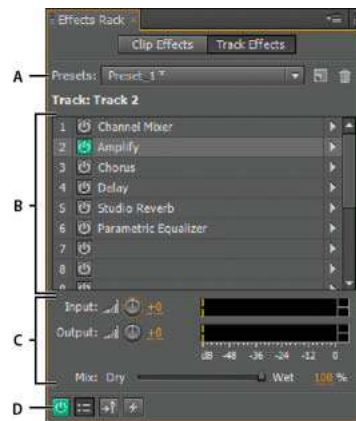 Effects Rack ×
Clip Effects Track Effects
A Presets: Preset_1 *
Track: Track 2
1 Channel Mixer
2 Amplify
3 Chorus
4 Delay
B
5 Studio Reverb
6 Parametric Equalizer
7
8
9
Input: +0
Output: +0
C
dB -48 -36 -24 -12 0
Mix: Dry Wet 100 %
D